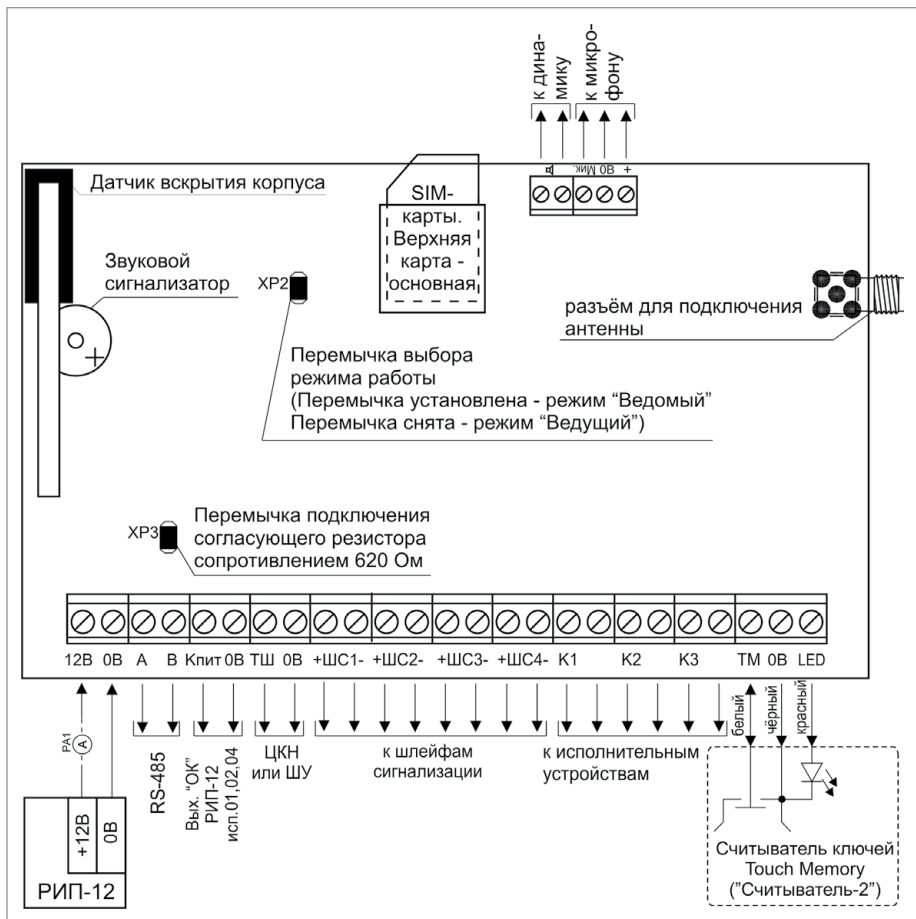 к дина-
мику
к микро-
фону
Мик. 0В +
Датчик вскрытия корпуса
SIM-
карты.
Верхняя
карта -
основная
Звуковой
сигнализатор
XP2
разъём для подключения
антенны
Перемычка выбора
режима работы
(Перемычка установлена - режим “Ведомый”
Перемычка снята - режим “Ведущий”)
XP3
Перемычка подключения
согласующего резистора
сопротивлением 620 Ом
12В 0В A B Кпит 0В ТШ 0В +ШС1- +ШС2- +ШС3- +ШС4- К1 К2 К3 ТМ 0В LED
белый
чёрный
красный
РА1
A
RS-485
Вых. “ОК”
РИП-12
исп.01,02,04
ЦКН
или ШУ
к шлейфам
сигнализации
к исполнительным
устройствам
+12В
0В
РИП-12
Считыватель ключей
Touch Memory
("Считыватель-2")